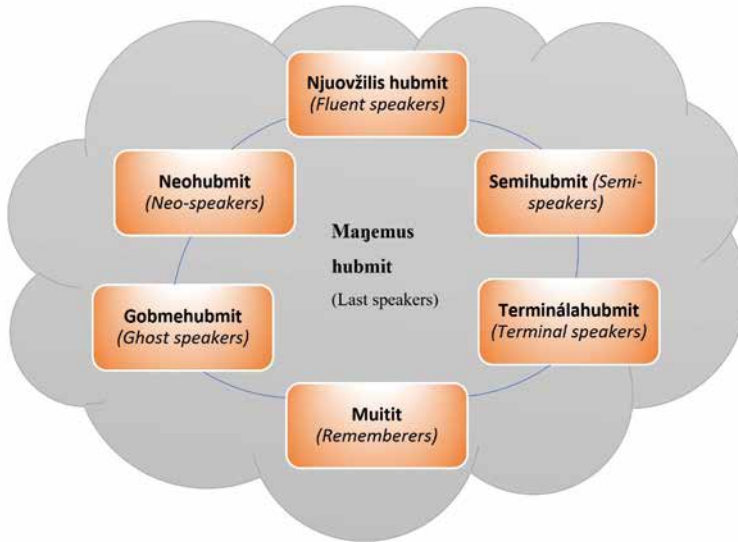 Njuovžilis hubmit
(Fluent speakers)
Neohubmit
(Neo-speakers)
Semihubmit (Semi-
speakers)
Maŋemus
hubmit
(Last speakers)
Gobmehubmit
(Ghost speakers)
Terminálahubmit
(Terminal speakers)
Muitit
(Rememberers)